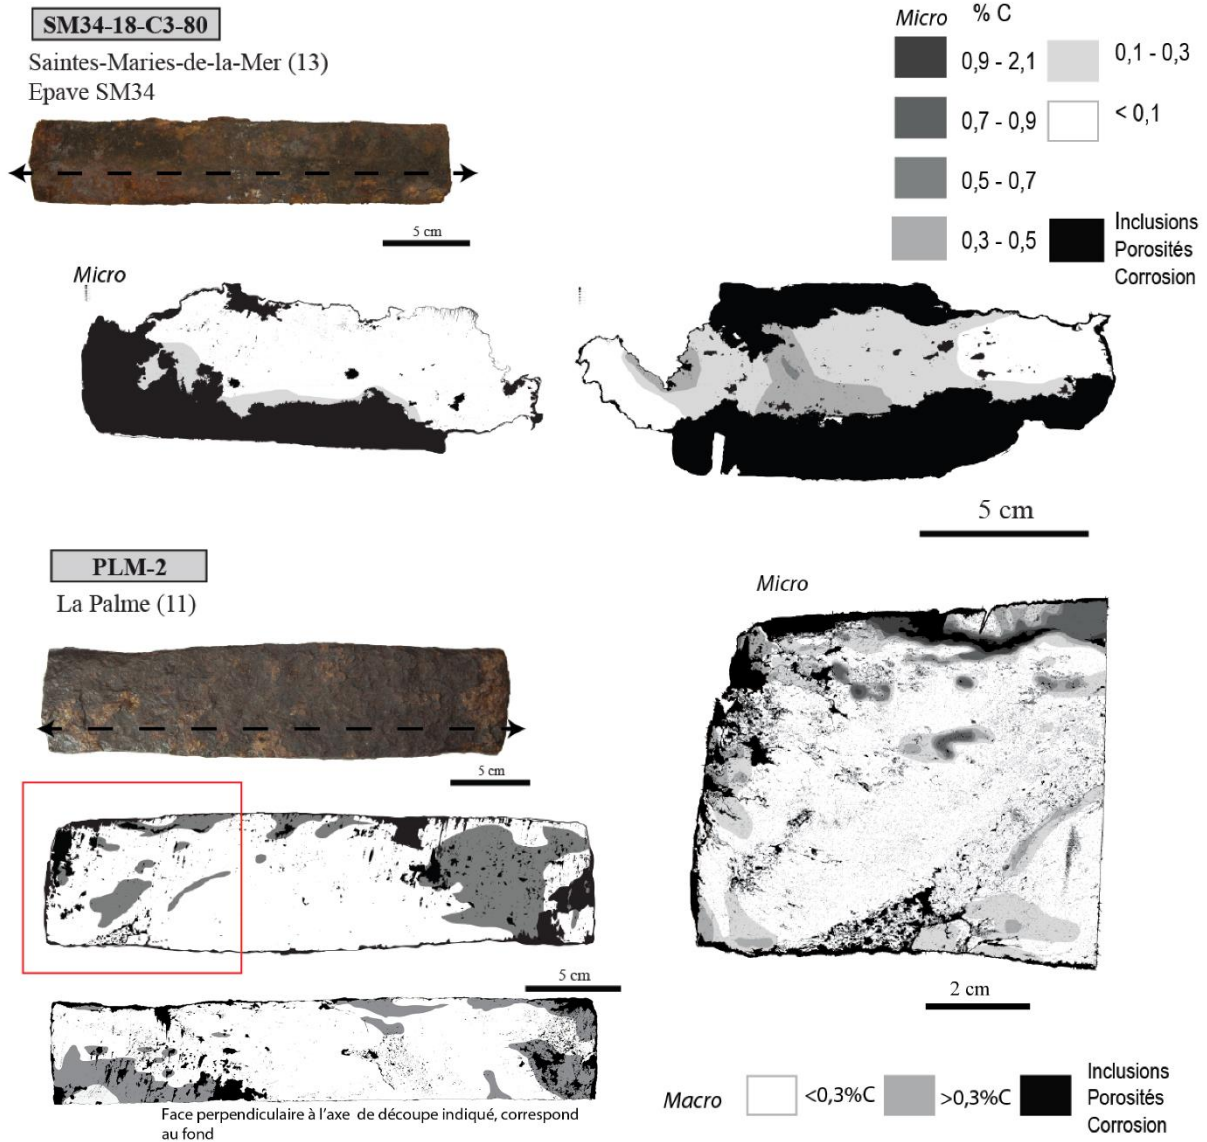 SM34-18-C3-80
Saintes-Maries-de-la-Mer (13)
Epave SM34
5 cm
Micro % C
0,9 - 2,1
0,7 - 0,9
0,5 - 0,7
0,3 - 0,5
0,1 - 0,3
< 0,1
Inclusions
Porosités
Corrosion
Micro
5 cm
PLM-2
La Palme (11)
5 cm
5 cm
Face perpendiculaire à l'axe de découpe indiqué, correspond
au fond
Micro
2 cm
Macro <0,3%C >0,3%C
Inclusions
Porosités
Corrosion